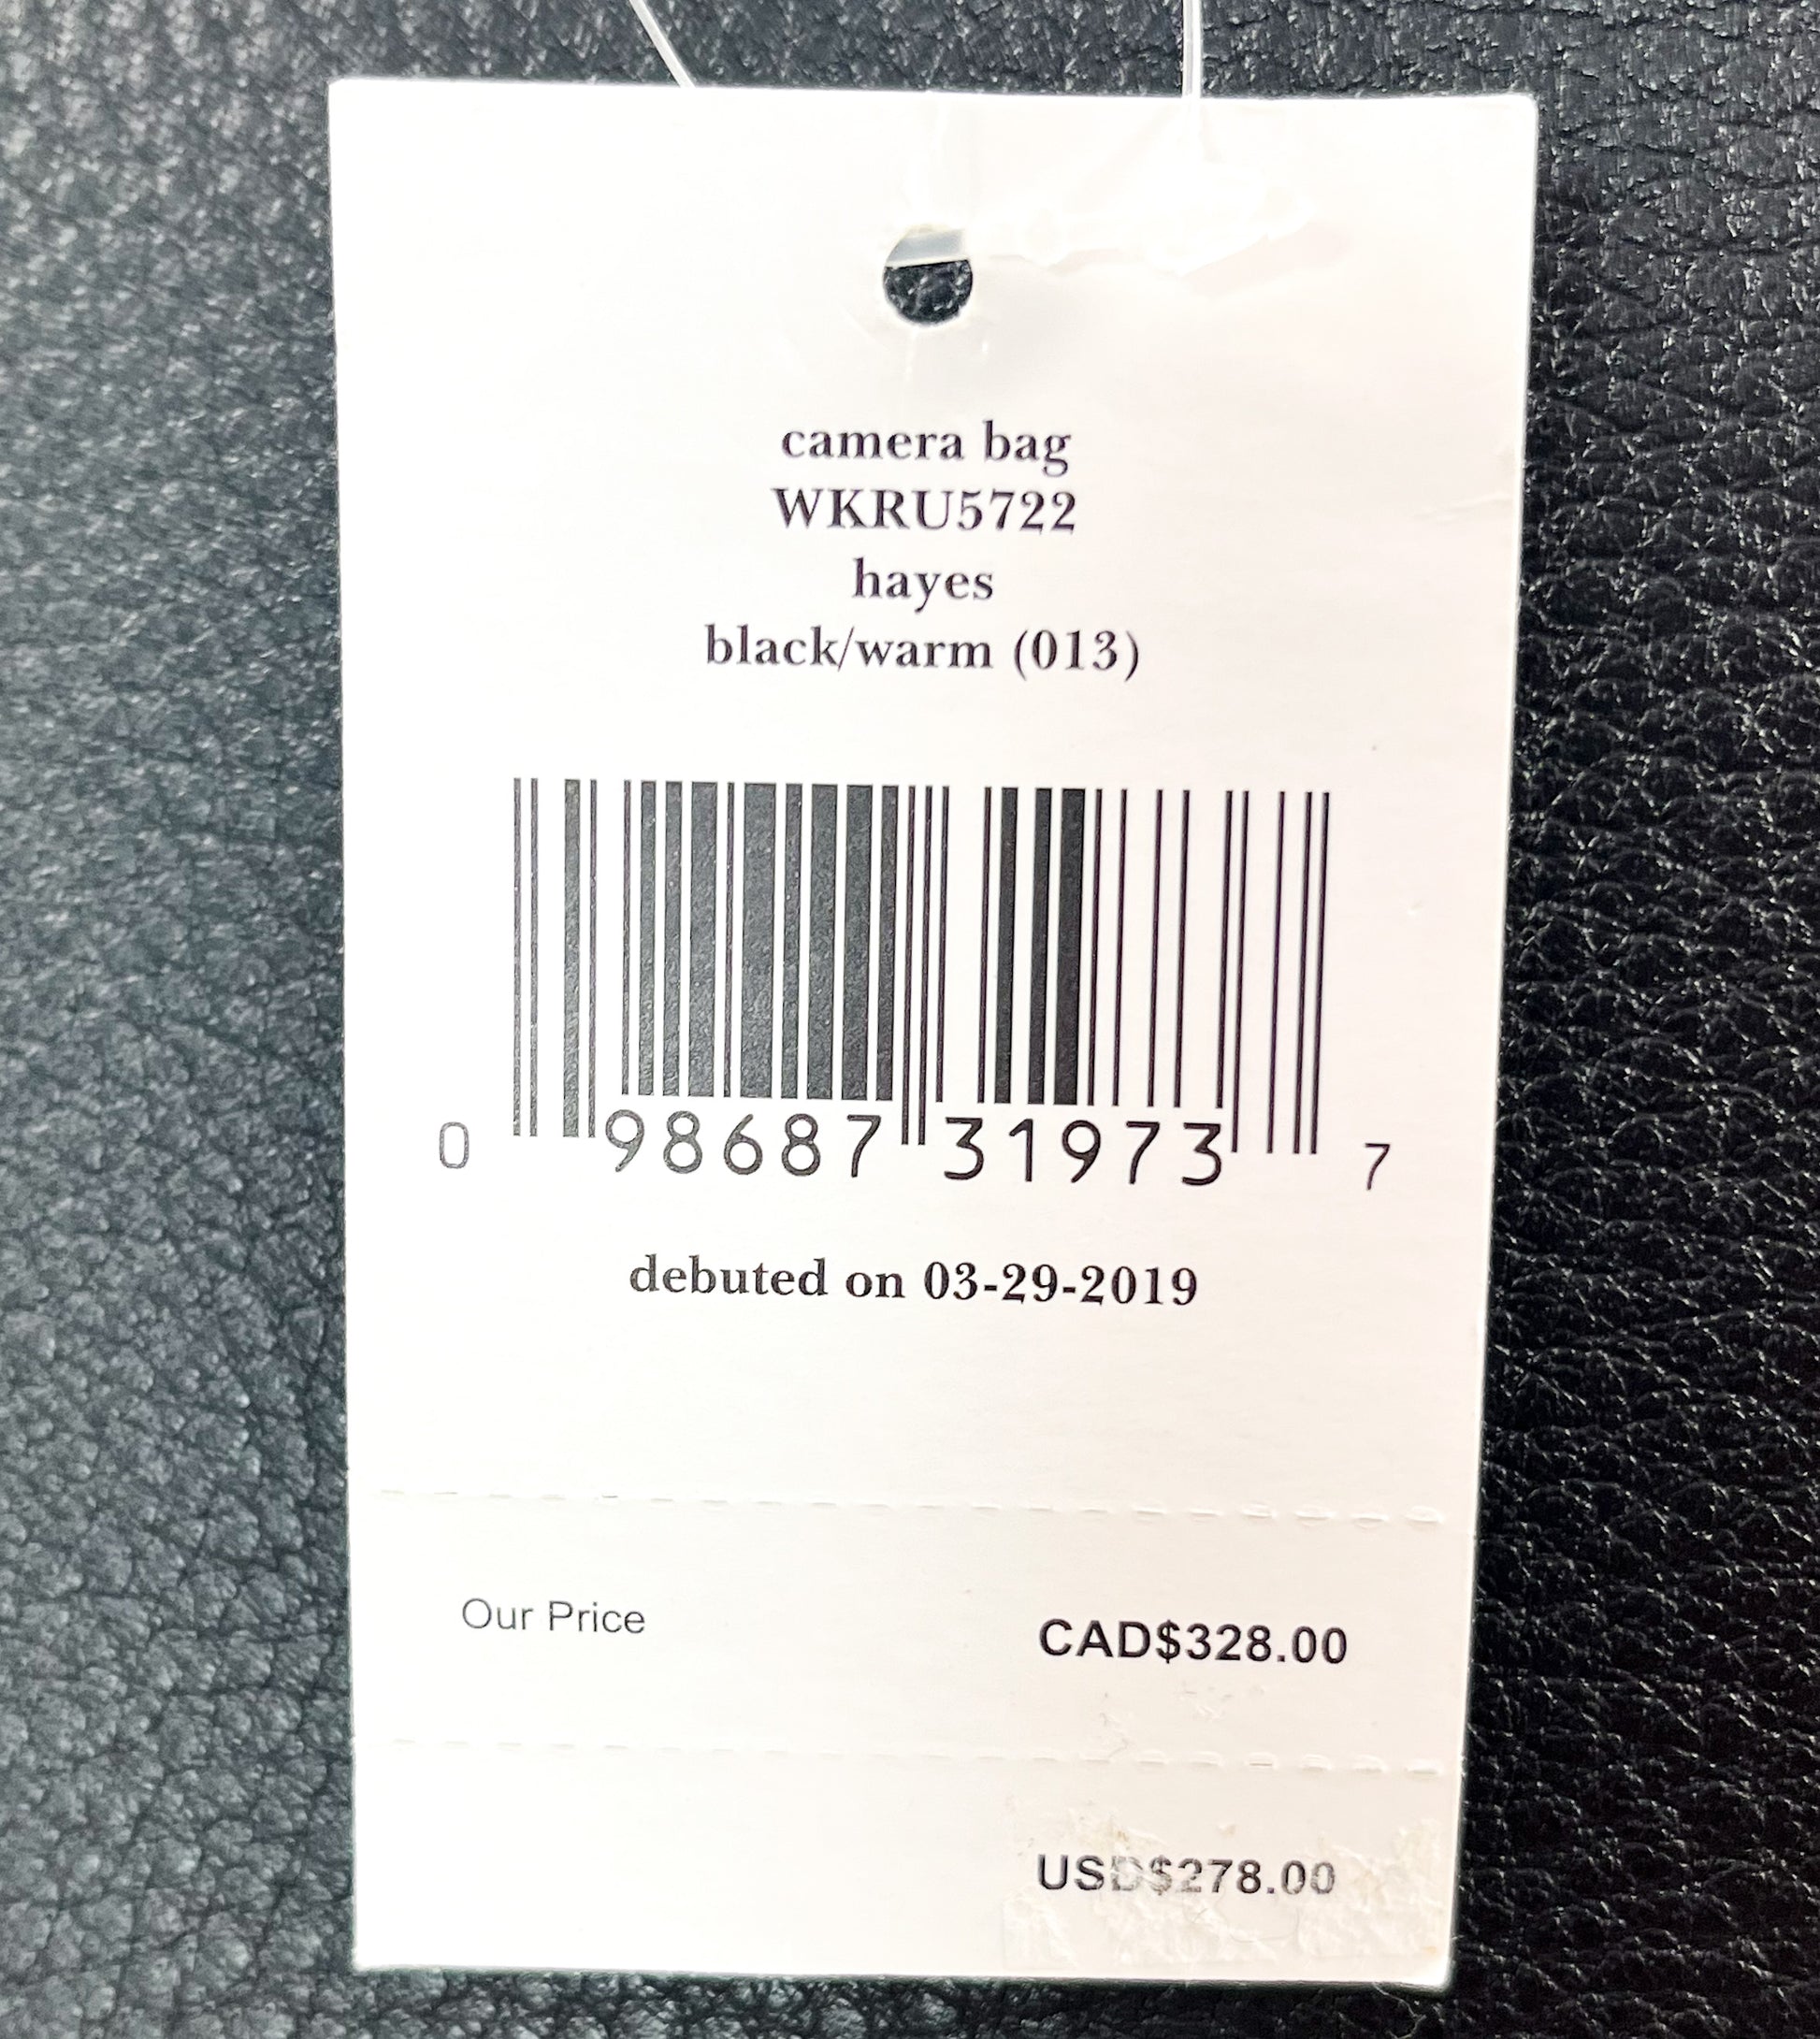 camera bag
WKRU5722
hayes
black/warm (013)
0 98687 31973 7
debuted on 03-29-2019
Our Price CAD$328.00
USD$278.00